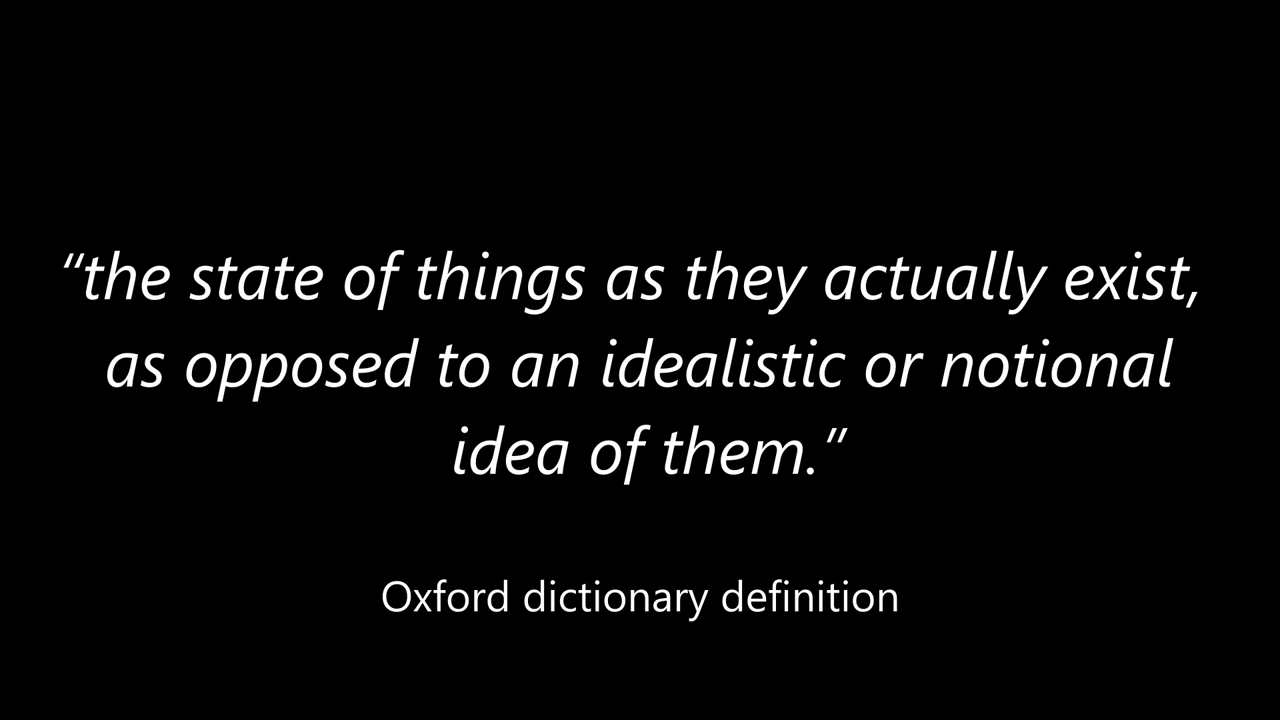 “the state of things as they actually exist,
as opposed to an idealistic or notional
idea of them.”
Oxford dictionary definition